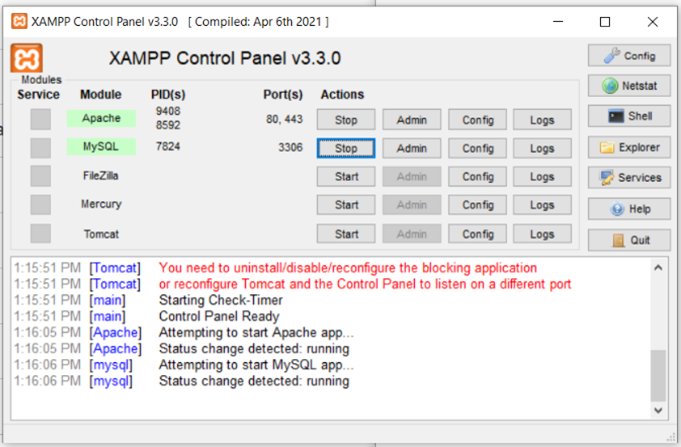 XAMPP Control Panel v3.3.0 [ Compiled: Apr 6th 2021 ]
XAMPP Control Panel v3.3.0
Config
Modules
Service Module PID(s) Port(s) Actions
Netstat
Apache 9408 8592 80, 443 Stop Admin Config Logs
Shell
MySQL 7824 3306 Stop Admin Config Logs
Explorer
FileZilla Start Admin Config Logs
Services
Mercury Start Admin Config Logs
Help
Tomcat Start Admin Config Logs
Quit
1:15:51 PM [Tomcat] You need to uninstall/disable/reconfigure the blocking application
1:15:51 PM [Tomcat] or reconfigure Tomcat and the Control Panel to listen on a different port
1:15:51 PM [main] Starting Check-Timer
1:15:51 PM [main] Control Panel Ready
1:16:05 PM [Apache] Attempting to start Apache app...
1:16:05 PM [Apache] Status change detected: running
1:16:06 PM [mysql] Attempting to start MySQL app...
1:16:06 PM [mysql] Status change detected: running